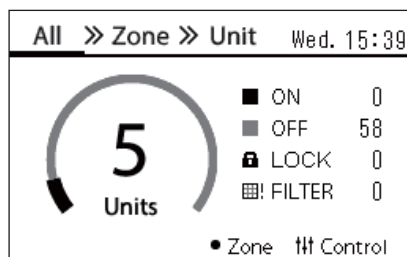 All » Zone » Unit Wed. 15:39
5
Units
ON 0
OFF 58
LOCK 0
! FILTER 0
● Zone Control